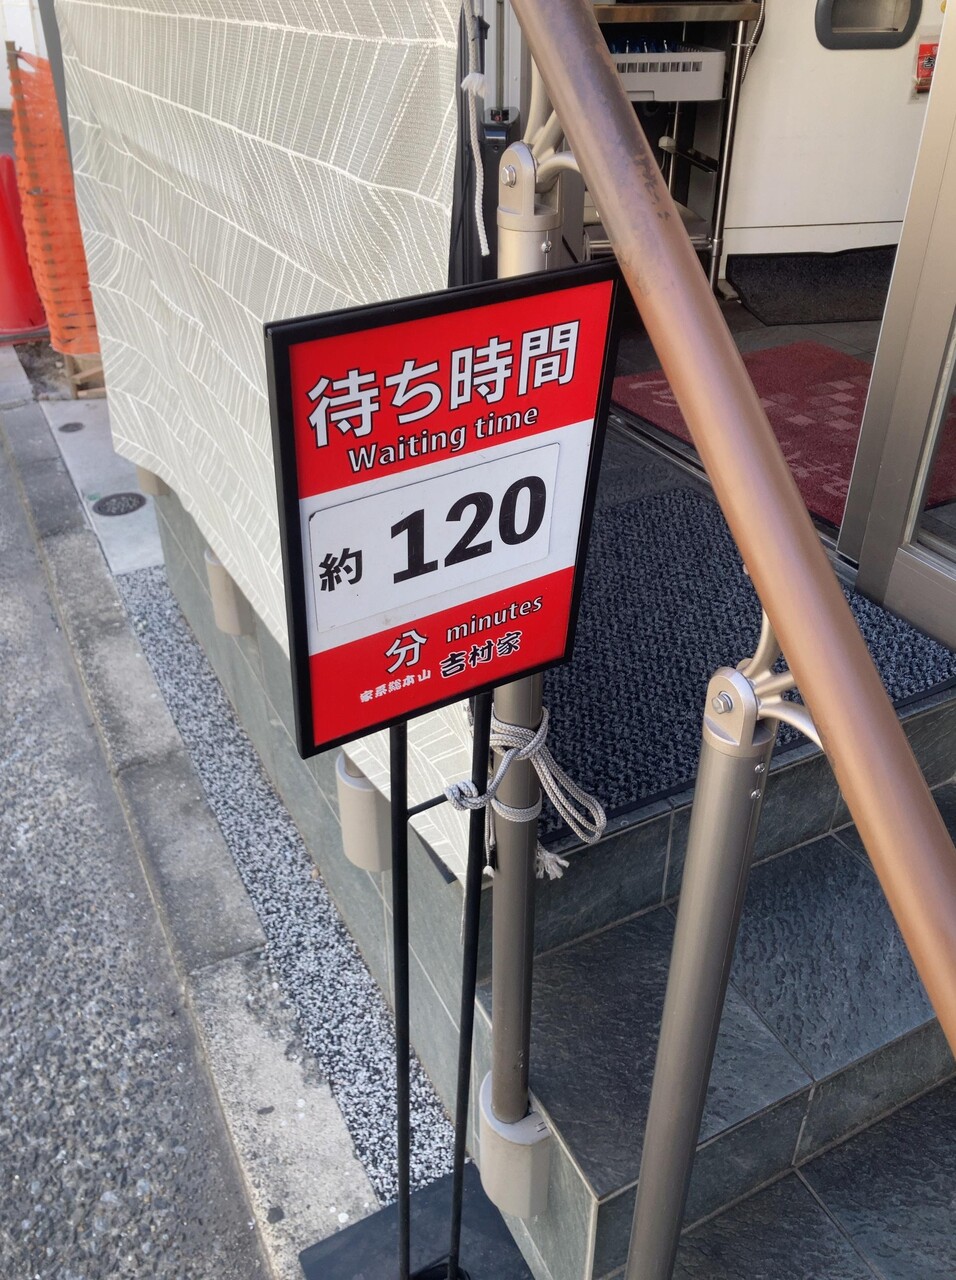 待ち時間
Waiting time
約 120
分 minutes
家系総本山 吉村家